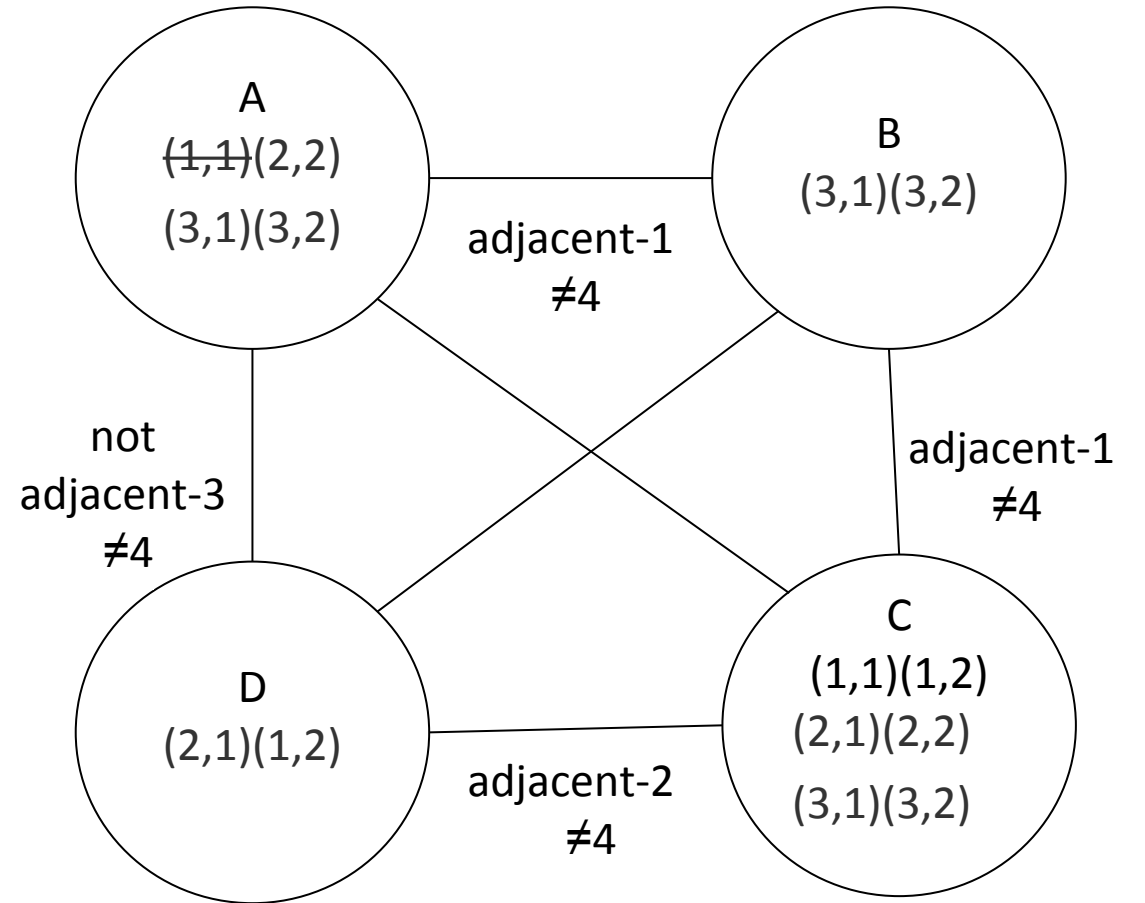 A
(1,1)(2,2)
(3,1)(3,2)
B
(3,1)(3,2)
adjacent-1
≠4
not
adjacent-3
≠4
adjacent-1
≠4
D
(2,1)(1,2)
adjacent-2
≠4
C
(1,1)(1,2)
(2,1)(2,2)
(3,1)(3,2)